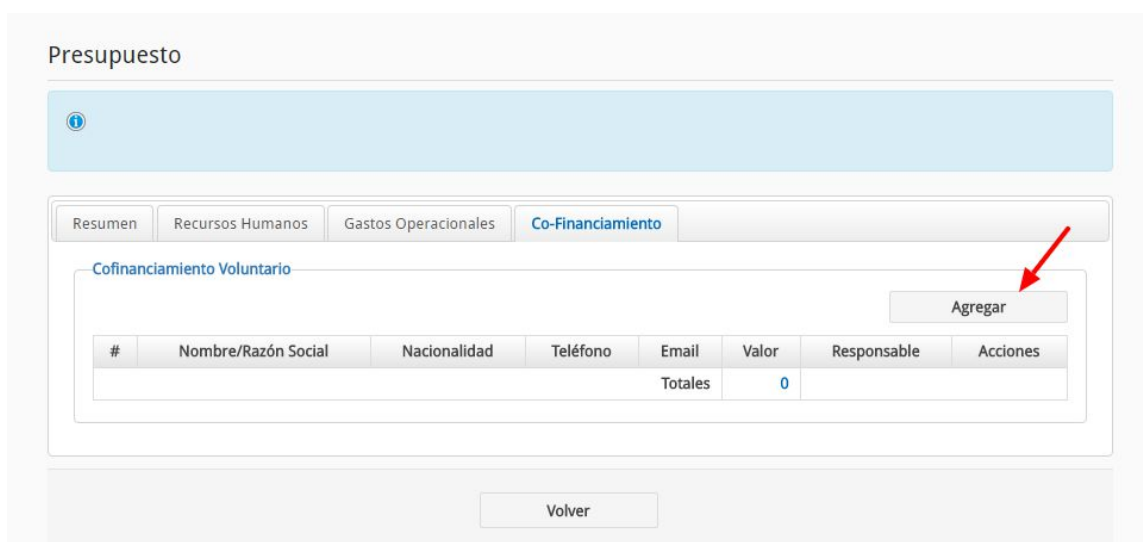 Presupuesto
Resumen Recursos Humanos Gastos Operacionales Co-Financiamiento
Cofinanciamiento Voluntario
Agregar
# Nombre/Razón Social Nacionalidad Teléfono Email Valor Responsable Acciones
Totales 0
Volver